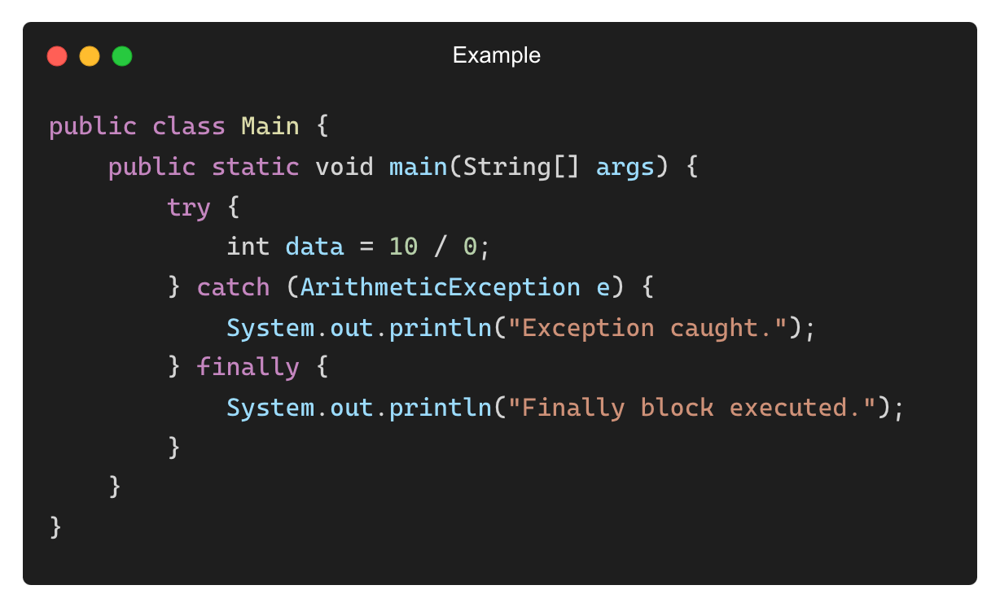 Example
public class Main {
    public static void main(String[] args) {
        try {
            int data = 10 / 0;
        } catch (ArithmeticException e) {
            System.out.println("Exception caught.");
        } finally {
            System.out.println("Finally block executed.");
        }
    }
}